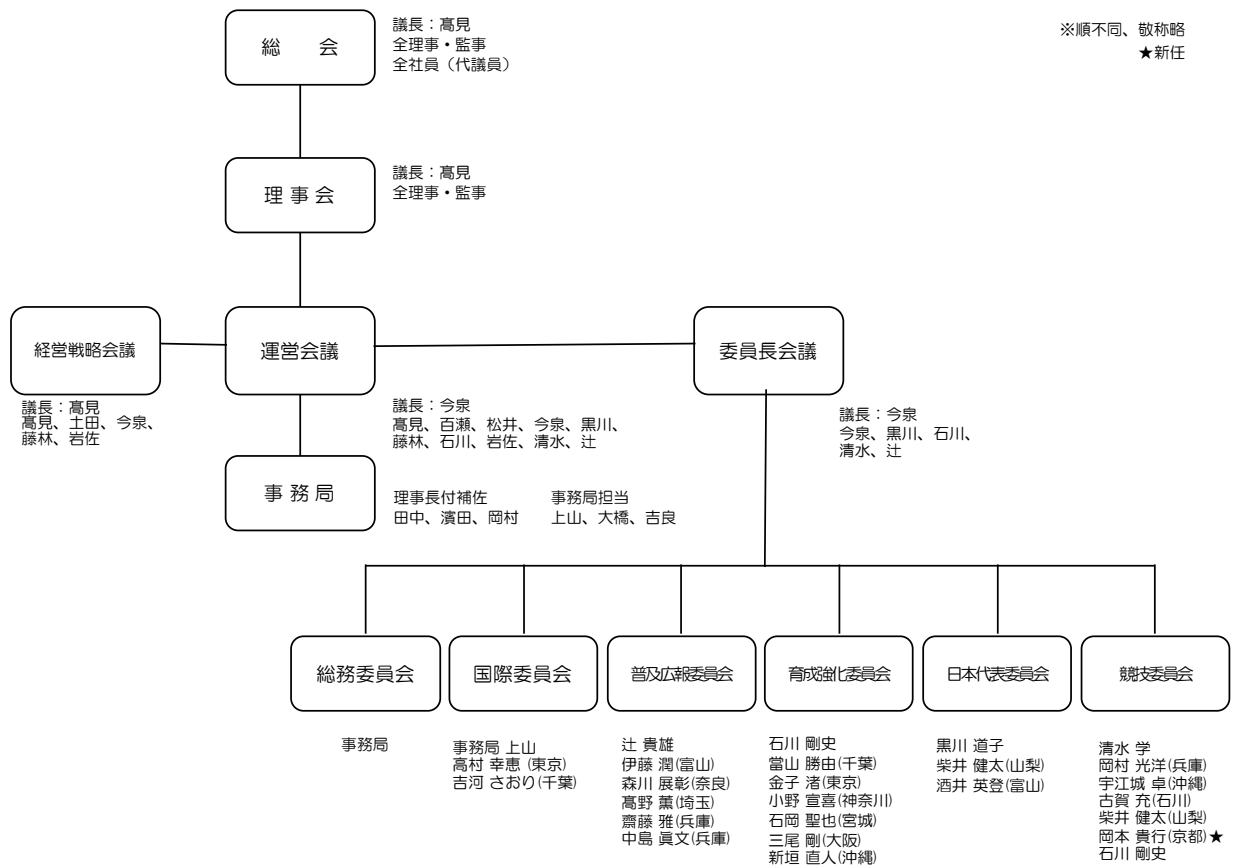 ※順不同、敬称略
★新任
総 会
議長：髙見
全理事・監事
全社員（代議員）
理 事 会
議長：髙見
全理事・監事
経営戦略会議
議長：髙見
髙見、土田、今泉、
藤林、岩佐
運営会議
議長：今泉
髙見、百瀬、松井、今泉、黒川、
藤林、石川、岩佐、清水、辻
委員長会議
議長：今泉
今泉、黒川、石川、
清水、辻
事 務 局
理事長付補佐
田中、濱田、岡村
事務局担当
上山、大橋、吉良
総務委員会
事務局
国際委員会
事務局 上山
高村 幸恵 (東京)
吉河 さおり(千葉)
普及広報委員会
辻 貴雄
伊藤 潤(富山)
森川 展彰(奈良)
髙野 薫(埼玉)
齋藤 雅(兵庫)
中島 眞文(兵庫)
育成強化委員会
石川 剛史
當山 勝由(千葉)
金子 渚(東京)
小野 宣喜(神奈川)
石岡 聖也(宮城)
三尾 剛(大阪)
新垣 直人(沖縄)
日本代表委員会
黒川 道子
柴井 健太(山梨)
酒井 英登(富山)
競技委員会
清水 学
岡村 光洋(兵庫)
宇江城 卓(沖縄)
古賀 充(石川)
柴井 健太(山梨)
岡本 貴行(京都)★
石川 剛史